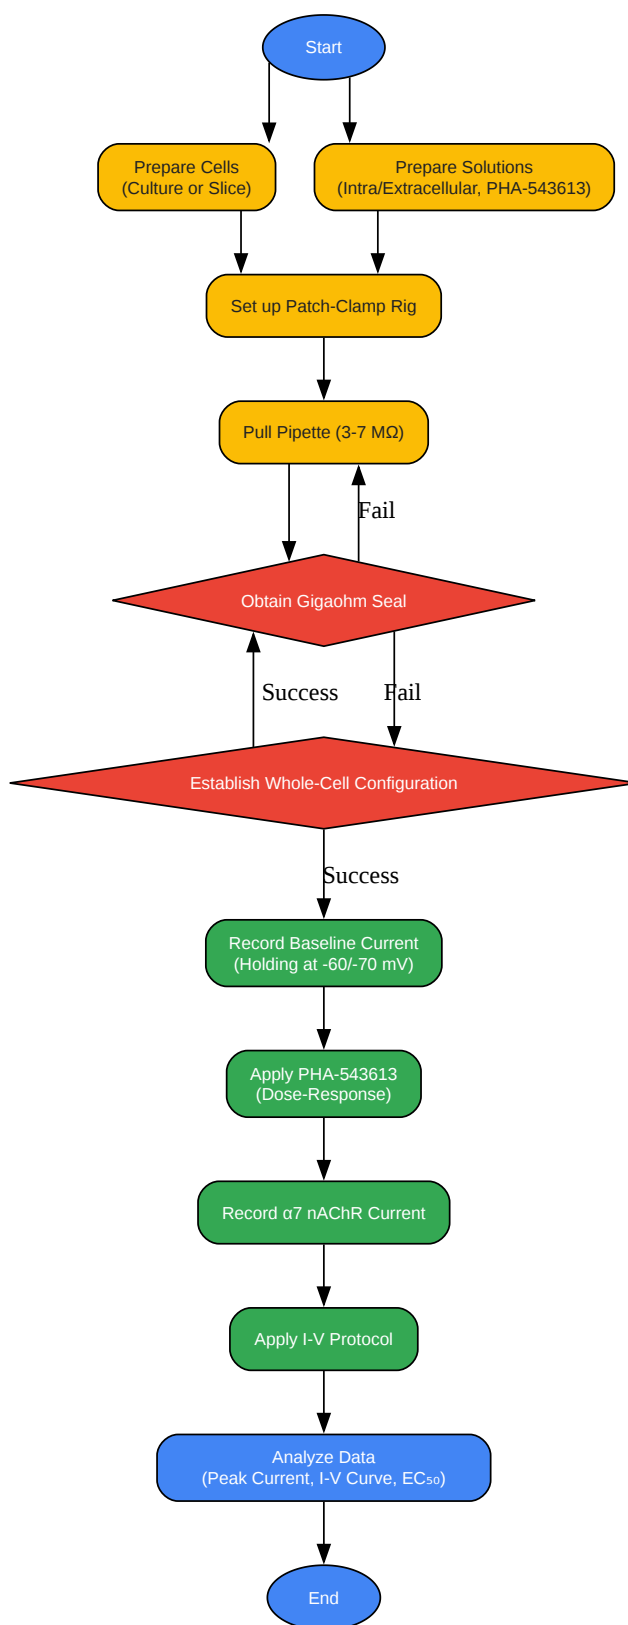 Start
Prepare Cells
(Culture or Slice)
Prepare Solutions
(Intra/Extracellular, PHA-543613)
Set up Patch-Clamp Rig
Pull Pipette (3-7 MΩ)
Fail
Obtain Gigaohm Seal
Success
Fail
Establish Whole-Cell Configuration
Success
Record Baseline Current
(Holding at -60/-70 mV)
Apply PHA-543613
(Dose-Response)
Record α7 nAChR Current
Apply I-V Protocol
Analyze Data
(Peak Current, I-V Curve, EC₅₀)
End